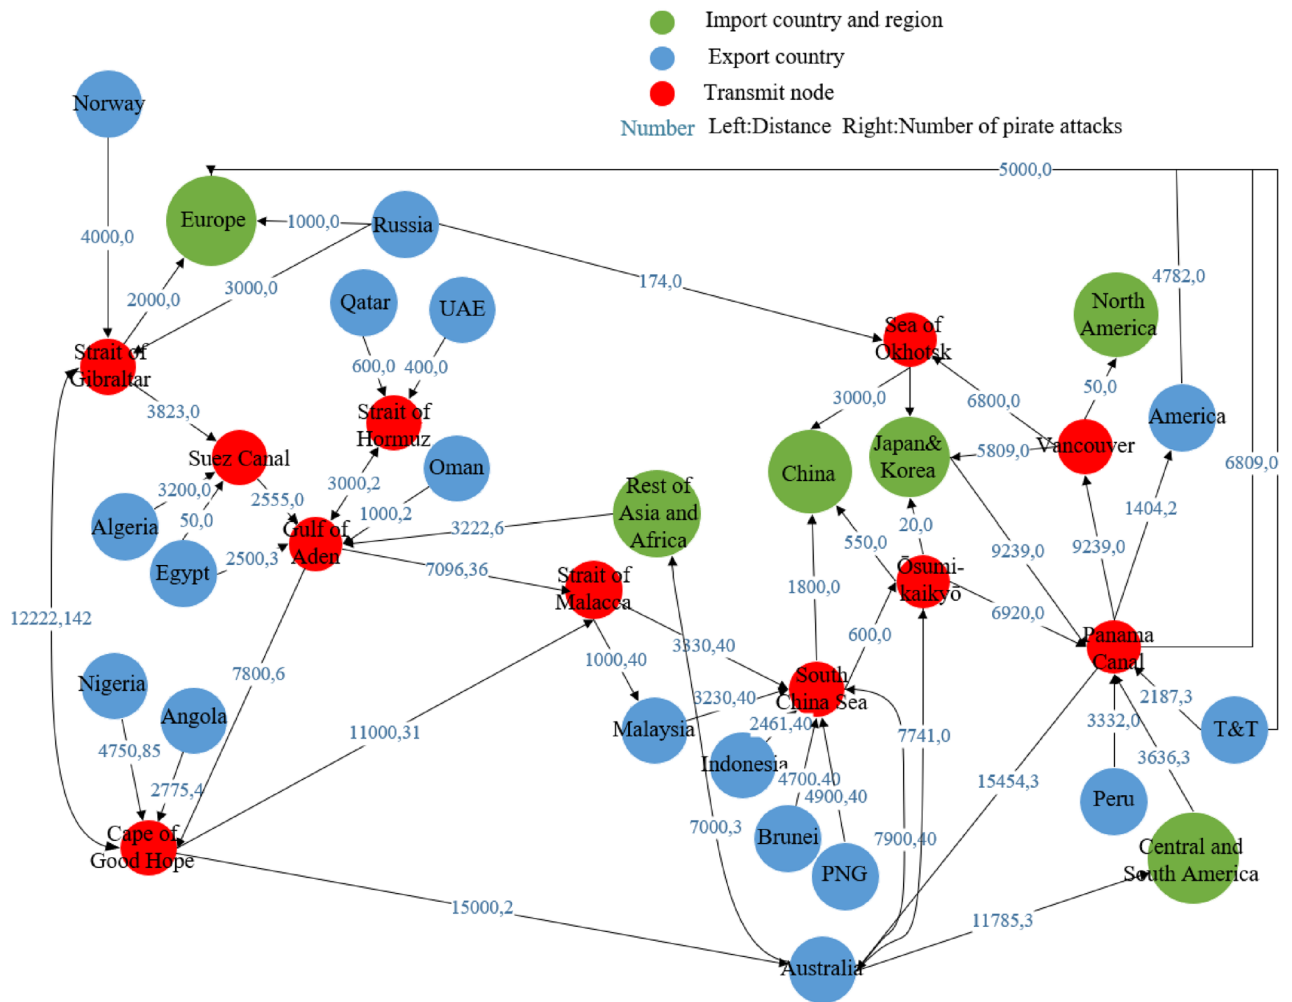 Import country and region
Export country
Transmit node
Number Left:Distance Right:Number of pirate attacks
Norway
5000,0
Europe
1000,0
Russia
4000,0
3000,0
2000,0
174,0
4782,0
Qatar
UAE
North
America
Sea of
Okhotsk
Strait of
Gibraltar
600,0
400,0
3000,0
6800,0
50,0
3823,0
Strait of
Hormuz
America
Japan&
Korea
5809,0
Vancouver
Suez Canal
Oman
China
6809,0
3200,0
2555,0
3000,2
1000,2
Rest of
Asia and
Africa
Algeria
50,0
3222,6
20,0
1404,2
Gulf of
Aden
550,0
9239,0
9239,0
Egypt
2500,3
7096,36
Strait of
Malacca
1800,0
Ōsumi-
kaikyō
12222,142
6920,0
600,0
Panama
Canal
3330,40
1000,40
7800,6
Nigeria
South
China Sea
3230,40
2187,3
Angola
Malaysia
2461,40
3332,0
T&T
11000,31
7741,0
4750,85
Indonesia
3636,3
2775,4
4700,40
4900,40
15454,3
Peru
7000,3
Brunei
7900,40
Cape of
Good Hope
PNG
Central and
South America
15000,2
11785,3
Australia